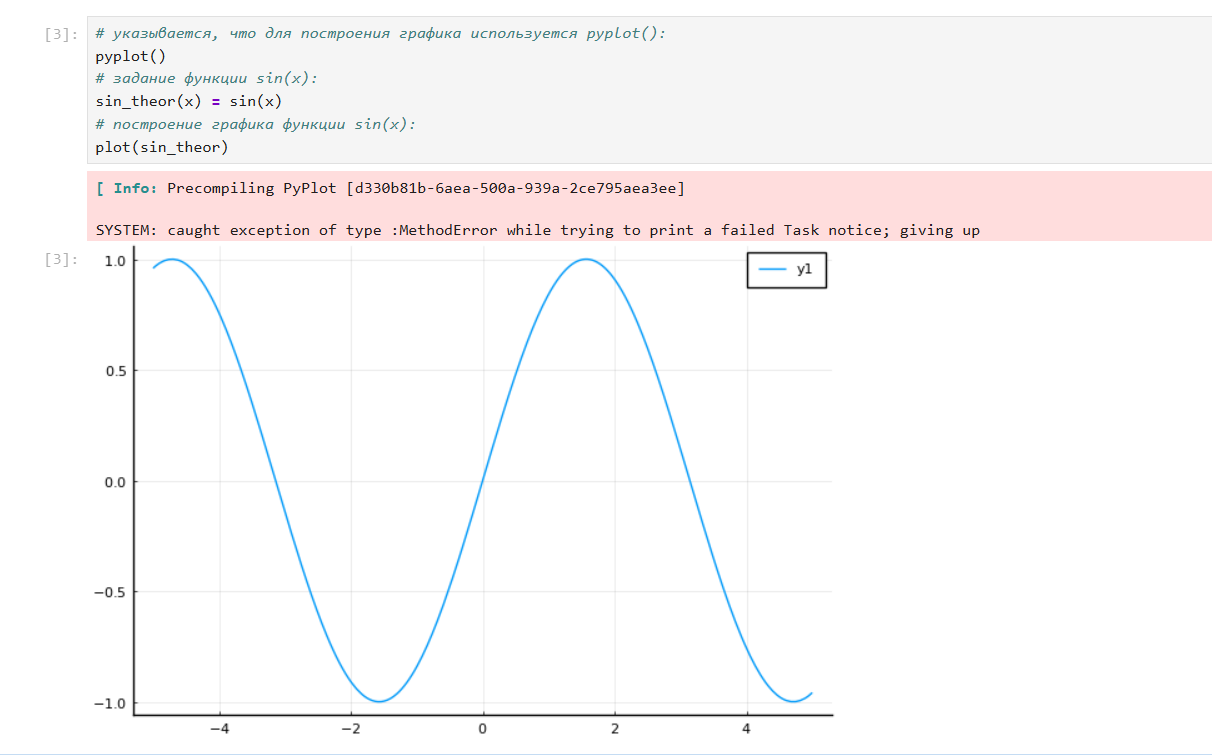 [3]:
# указывается, что для построения графика используется pyplot():
pyplot()
# задание функции sin(x):
sin_theor(x) = sin(x)
# построение графика функции sin(x):
plot(sin_theor)
[ Info: Precompiling PyPlot [d330b81b-6aea-500a-939a-2ce795aea3ee]
SYSTEM: caught exception of type :MethodError while trying to print a failed Task notice; giving up
[3]:
1.0
y1
0.5
0.0
−0.5
−1.0
−4 −2 0 2 4